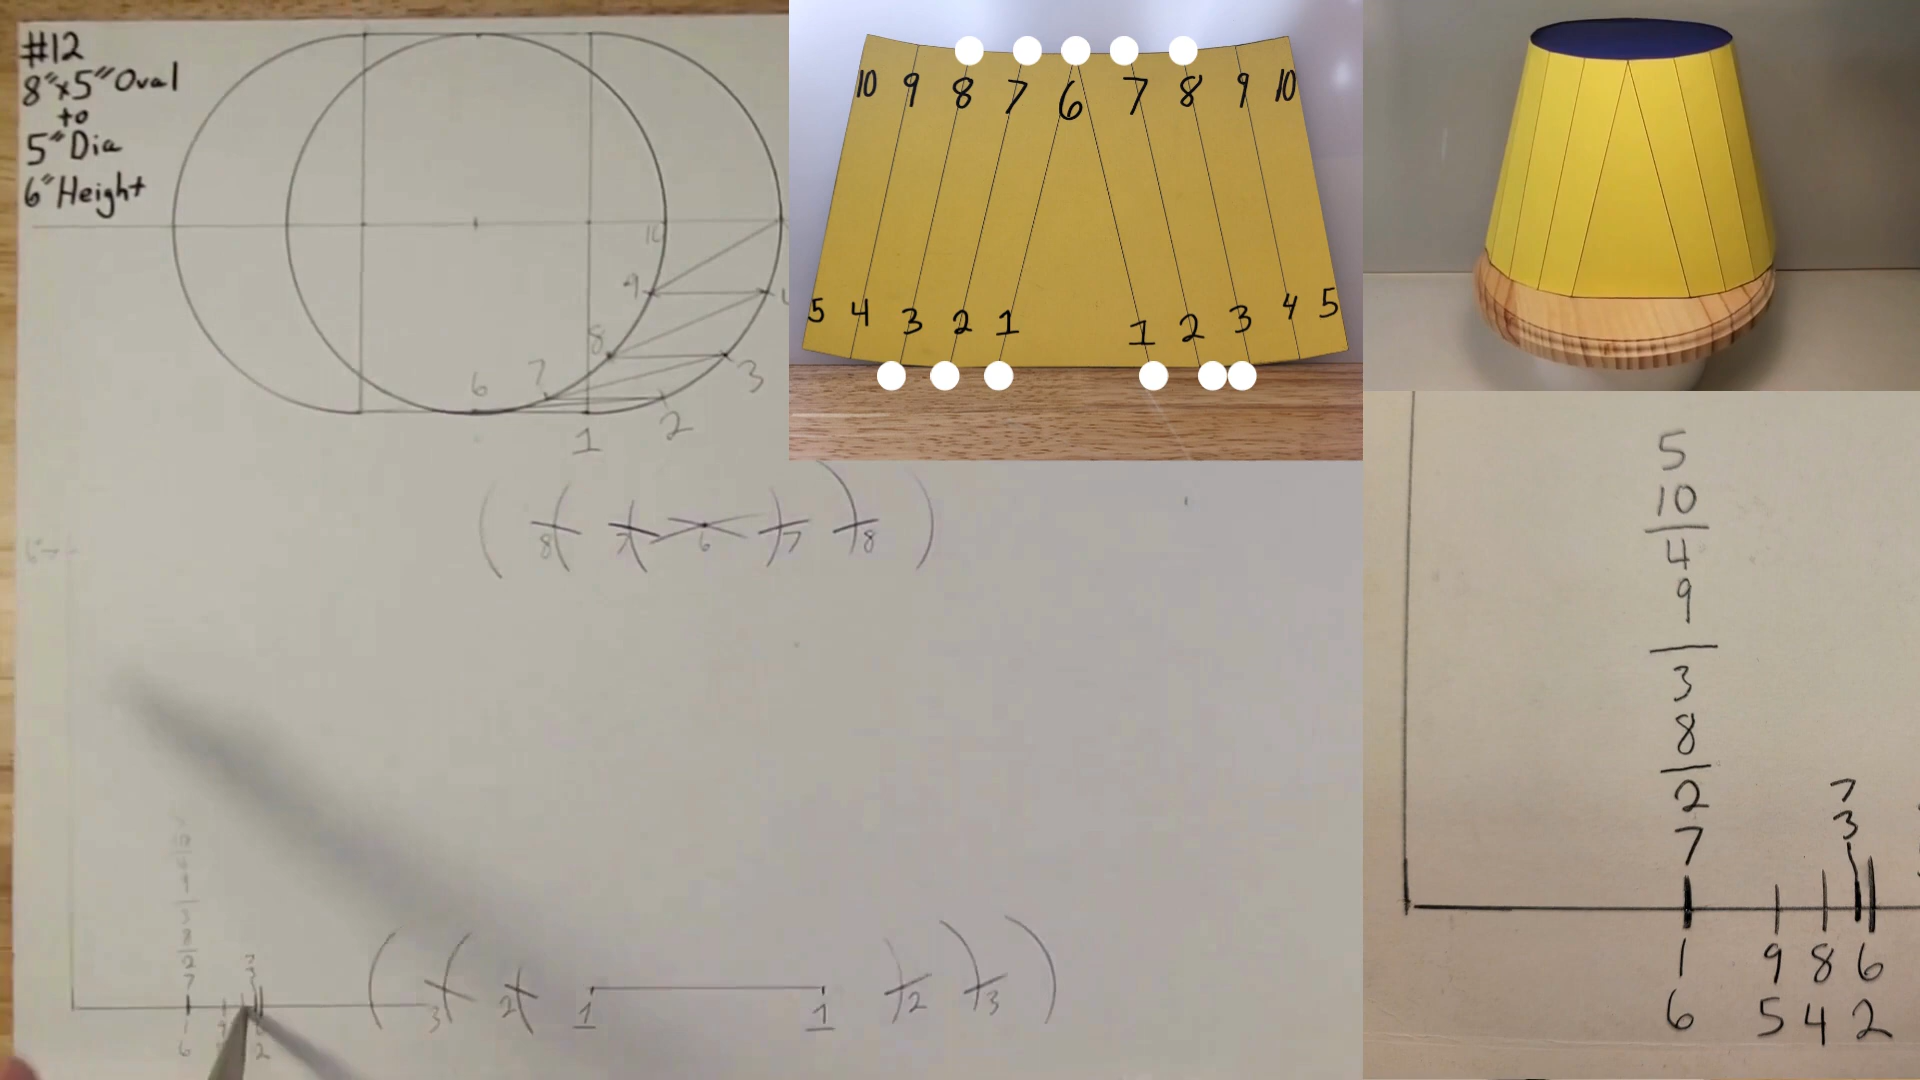 #12
8"x5" Oval
to
5" Dia
6" Height
10
9
8
7
6
1
2
3
10 9 8 7 6 7 8 9 10
5 4 3 2 1 1 2 3 4 5
8 7 6 7 8
3 2 1 1 2 3
5
10
4
9
3
8
2
7
7
3
1 9 8 6
6 5 4 2